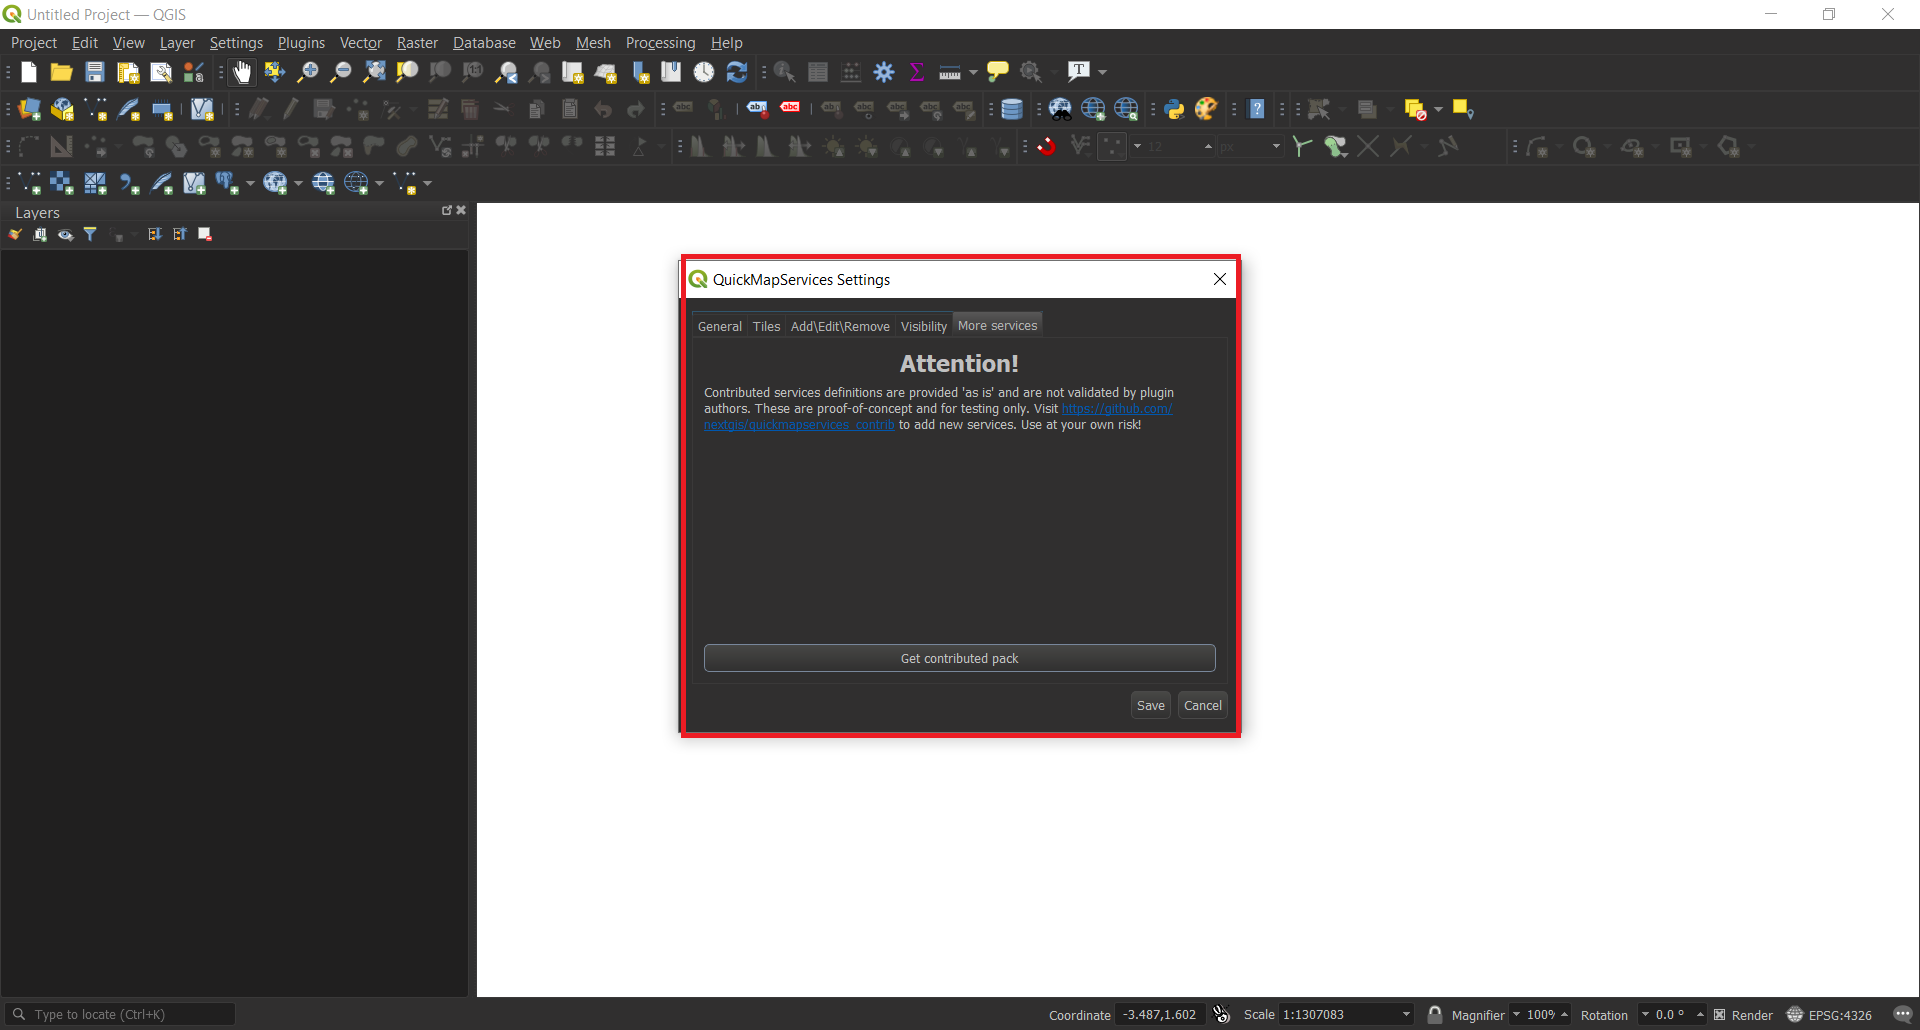 Untitled Project — QGIS
Project Edit View Layer Settings Plugins Vector Raster Database Web Mesh Processing Help
12 px
Layers
QuickMapServices Settings
General Tiles Add\Edit\Remove Visibility More services
Attention!
Contributed services definitions are provided 'as is' and are not validated by plugin
authors. These are proof-of-concept and for testing only. Visit https://github.com/
nextgis/quickmapservices_contrib to add new services. Use at your own risk!
Get contributed pack
Save Cancel
Type to locate (Ctrl+K) Coordinate -3.487,1.602 Scale 1:1307083 Magnifier 100% Rotation 0.0 ° Render EPSG:4326